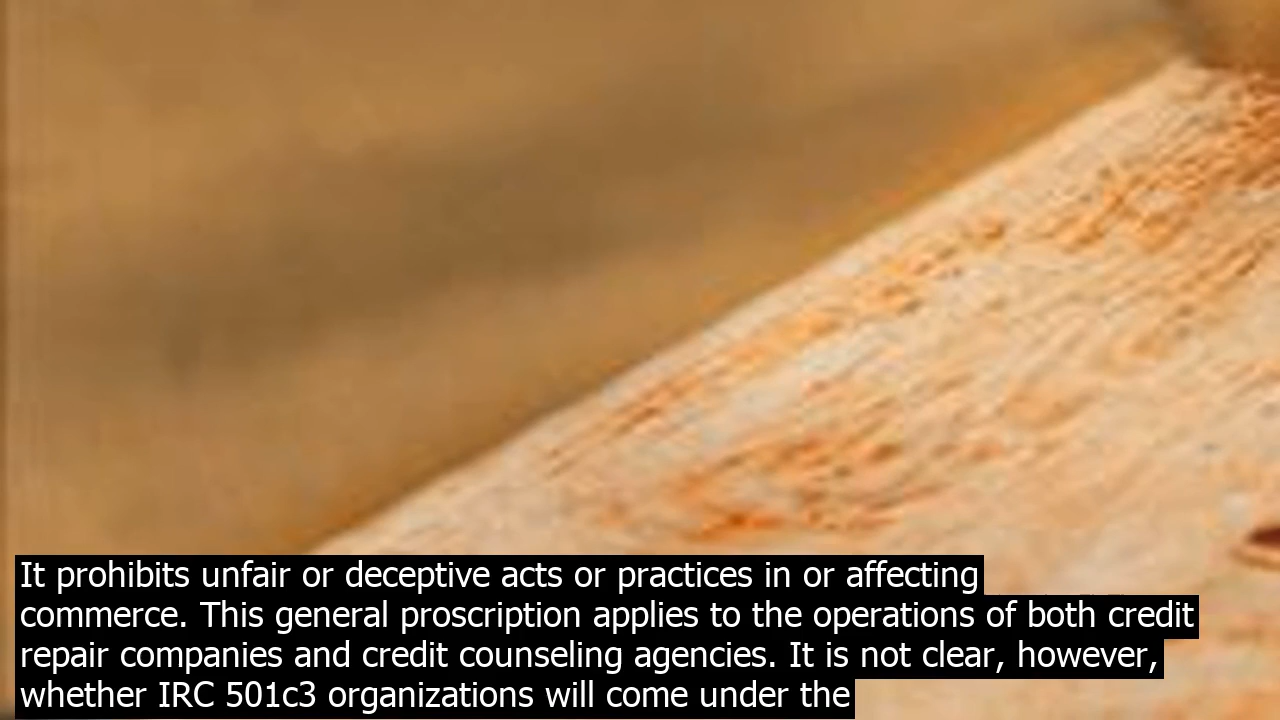 It prohibits unfair or deceptive acts or practices in or affecting
commerce. This general proscription applies to the operations of both credit
repair companies and credit counseling agencies. It is not clear, however,
whether IRC 501c3 organizations will come under the